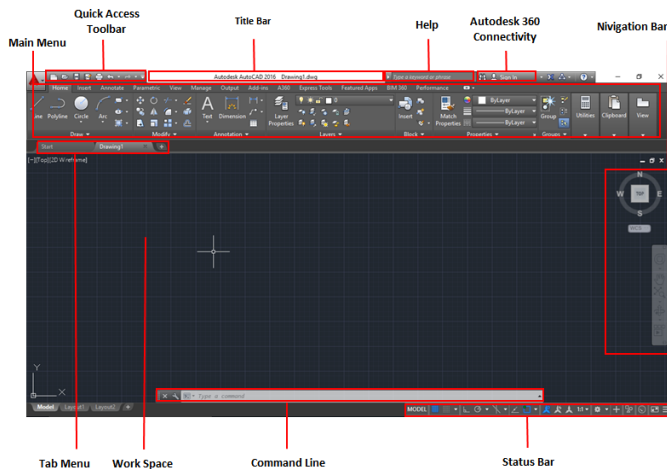 Quick Access
Toolbar
Title Bar
Help
Autodesk 360
Connectivity
Nivigation Bar
Main Menu
Autodesk AutoCAD 2016 Drawing1.dwg
Type a keyword or phrase
Sign In
Home Insert Annotate Parametric View Manage Output Add-ins A360 Express Tools Featured Apps BIM 360 Performance
Polyline Circle Arc
Text Dimension
Layer
Properties
Insert
Match
Properties
ByLayer
ByLayer
ByLayer
Group
Utilities
Clipboard
View
Draw Modify Annotation Layers Block Properties Groups
Start Drawing1
[−][Top][2D Wireframe]
N
W TOP E
S
WCS
Y
X
Type a command
Model Layout1 Layout2 +
MODEL 1:1
Tab Menu Work Space Command Line Status Bar